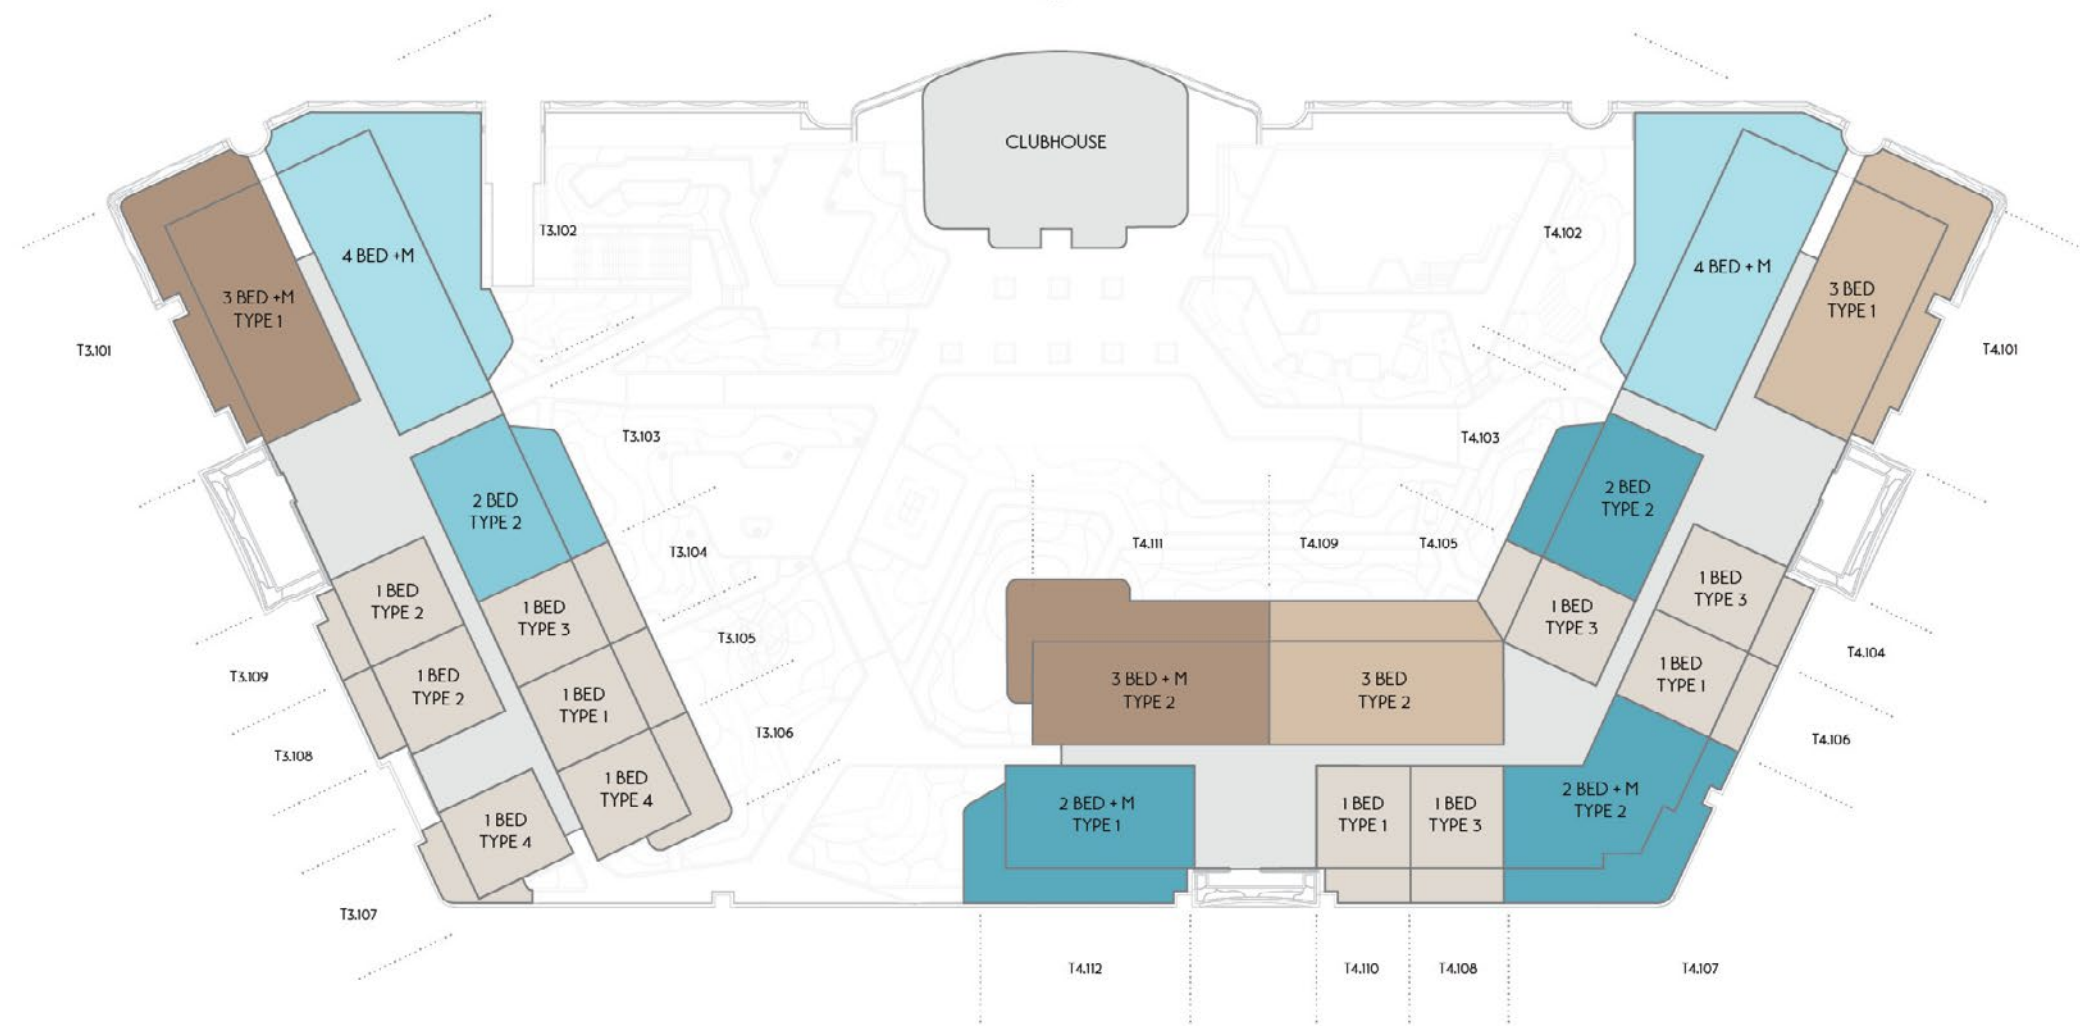 CLUBHOUSE
T3.102
T4.102
4 BED +M
4 BED + M
3 BED +M
TYPE 1
3 BED
TYPE 1
T3.101
T4.101
T3.103
T4.103
2 BED
TYPE 2
2 BED
TYPE 2
T3.104
T4.111
T4.109
T4.105
1 BED
TYPE 2
1 BED
TYPE 3
1 BED
TYPE 3
1 BED
TYPE 3
T3.105
T4.104
T3.109
1 BED
TYPE 2
1 BED
TYPE 1
3 BED + M
TYPE 2
3 BED
TYPE 2
1 BED
TYPE 1
T3.106
T4.106
T3.108
1 BED
TYPE 4
1 BED
TYPE 4
2 BED + M
TYPE 1
1 BED
TYPE 1
1 BED
TYPE 3
2 BED + M
TYPE 2
T3.107
T4.112
T4.110
T4.108
T4.107